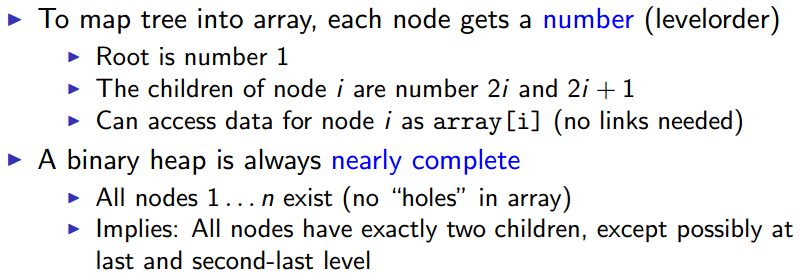 To map tree into array, each node gets a number (levelorder)
Root is number 1
The children of node i are number 2i and 2i + 1
Can access data for node i as array[i] (no links needed)
A binary heap is always nearly complete
All nodes 1 . . . n exist (no “holes” in array)
Implies: All nodes have exactly two children, except possibly at
last and second-last level